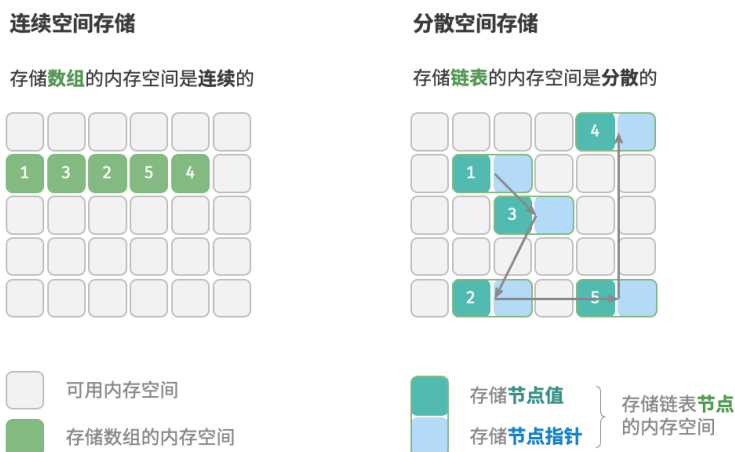 连续空间存储
存储数组的内存空间是连续的
1 3 2 5 4
可用内存空间
存储数组的内存空间
分散空间存储
存储链表的内存空间是分散的
4
1
3
2 5
存储节点值
存储节点指针
存储链表节点
的内存空间